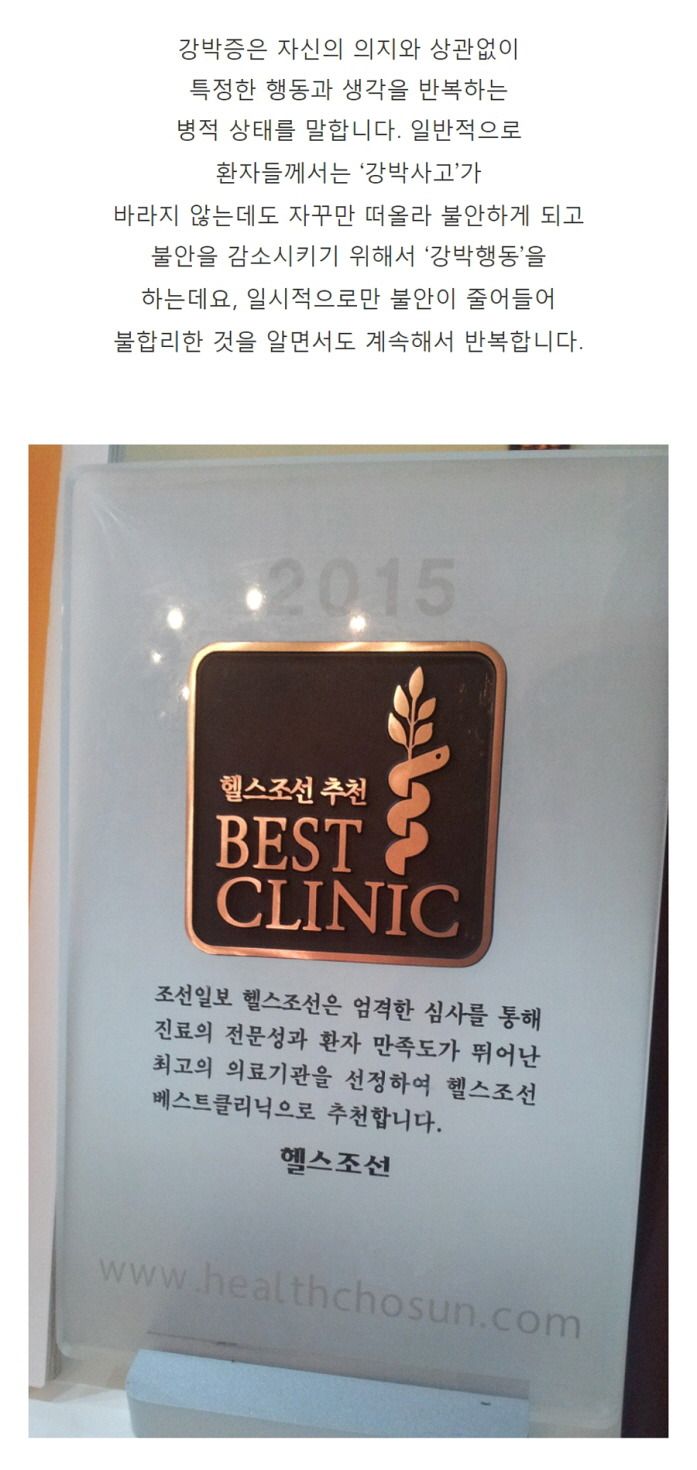 강박증은 자신의 의지와 상관없이
특정한 행동과 생각을 반복하는
병적 상태를 말합니다. 일반적으로
환자들께서는 ‘강박사고’가
바라지 않는데도 자꾸만 떠올라 불안하게 되고
불안을 감소시키기 위해서 ‘강박행동’을
하는데요, 일시적으로만 불안이 줄어들어
불합리한 것을 알면서도 계속해서 반복합니다.
2015
헬스조선 추천
BEST
CLINIC
조선일보 헬스조선은 엄격한 심사를 통해
진료의 전문성과 환자 만족도가 뛰어난
최고의 의료기관을 선정하여 헬스조선
베스트클리닉으로 추천합니다.
헬스조선
www.healthchosun.com